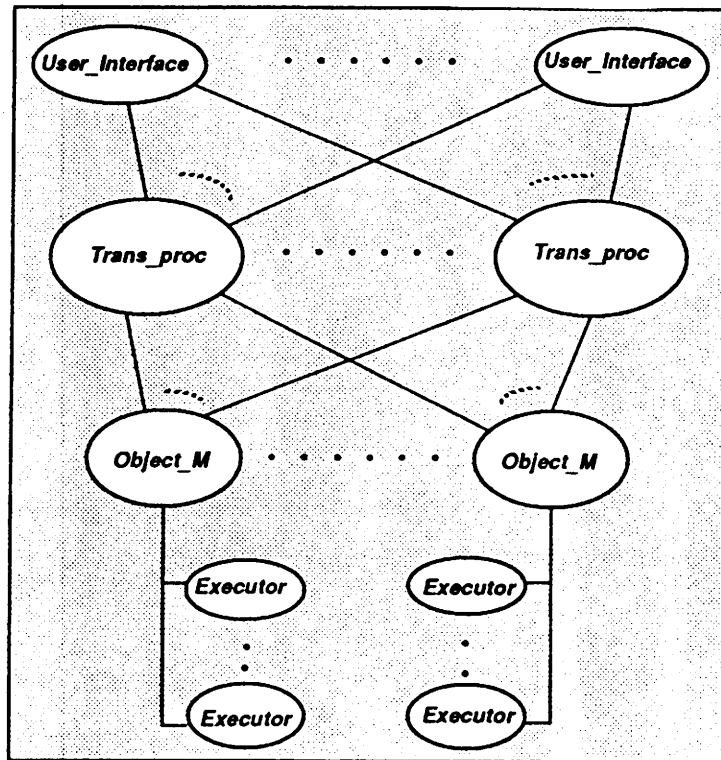 User_Interface
User_Interface
Trans_proc
Trans_proc
Object_M
Object_M
Executor
Executor
Executor
Executor